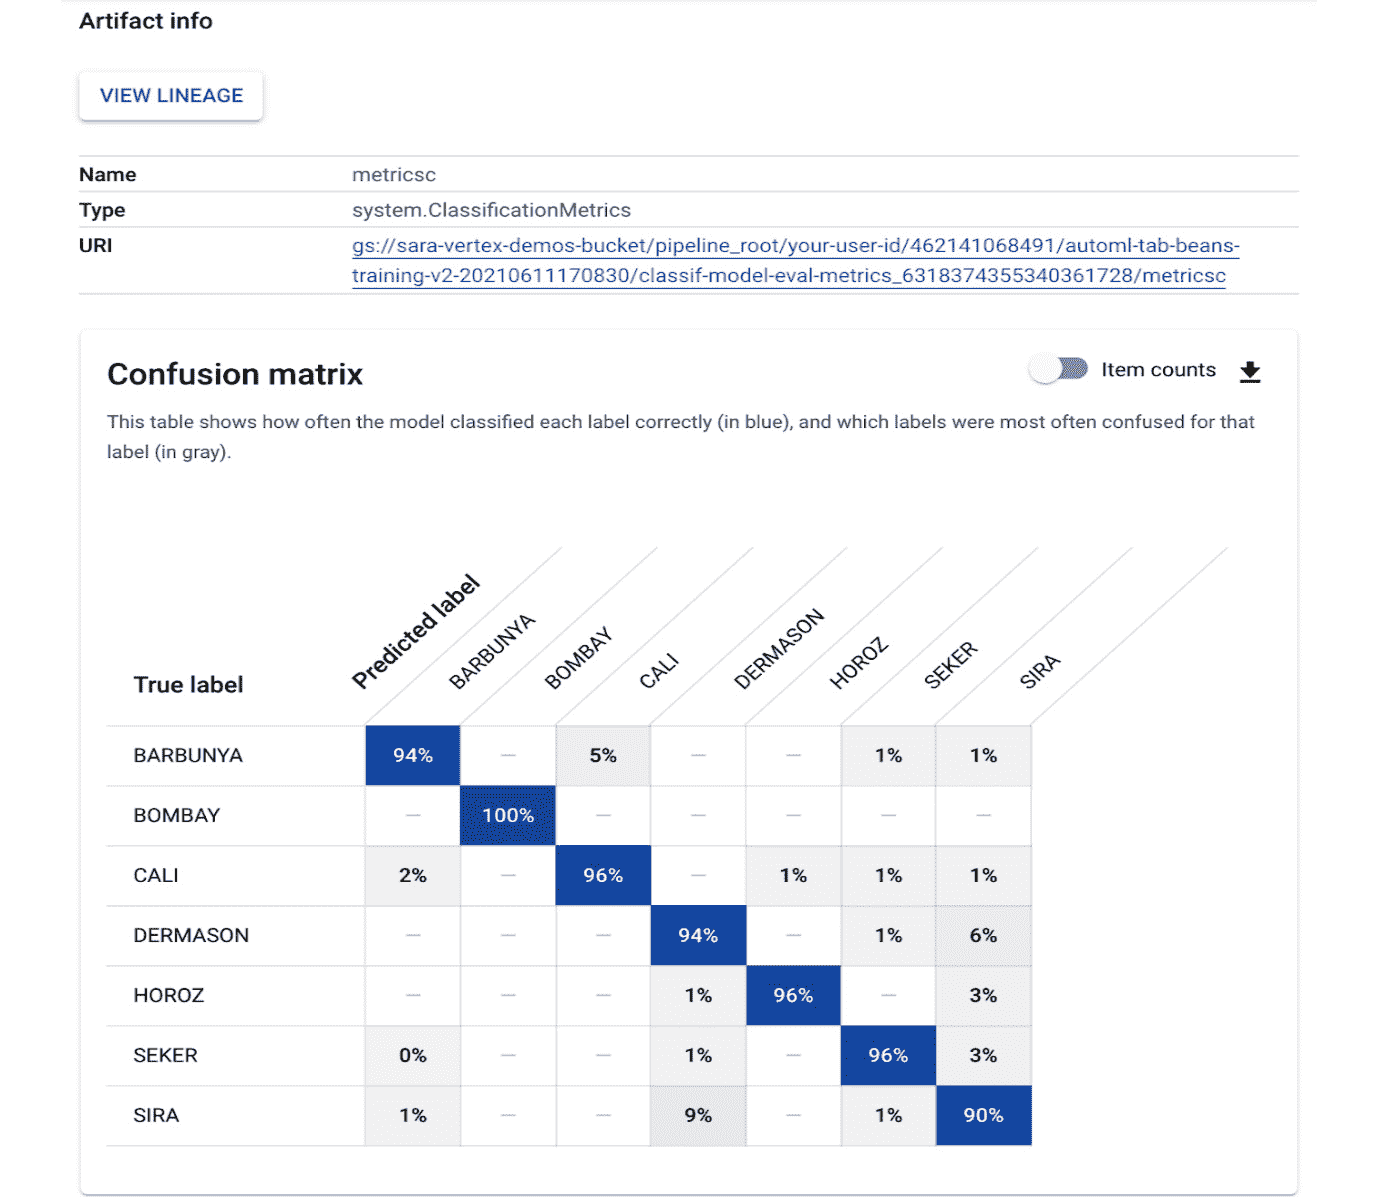 Artifact info
VIEW LINEAGE
Name metricsc
Type system.ClassificationMetrics
URI gs://sara-vertex-demos-bucket/pipeline_root/your-user-id/462141068491/automl-tab-beans-
training-v2-20210611170830/classif-model-eval-metrics_6318374355340361728/metricsc
Confusion matrix
Item counts
This table shows how often the model classified each label correctly (in blue), and which labels were most often confused for that
label (in gray).
True label Predicted label BARBUNYA BOMBAY CALI DERMASON HOROZ SEKER SIRA
BARBUNYA 94% — 5% — — 1% 1%
BOMBAY — 100% — — — — —
CALI 2% — 96% — 1% 1% 1%
DERMASON — — — 94% — 1% 6%
HOROZ — — — 1% 96% — 3%
SEKER 0% — — 1% — 96% 3%
SIRA 1% — — 9% — 1% 90%